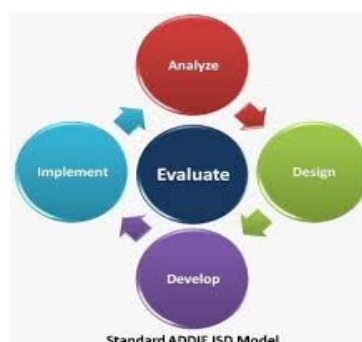 Analyze
Implement
Evaluate
Design
Develop
Standard ADDIE ISD Model